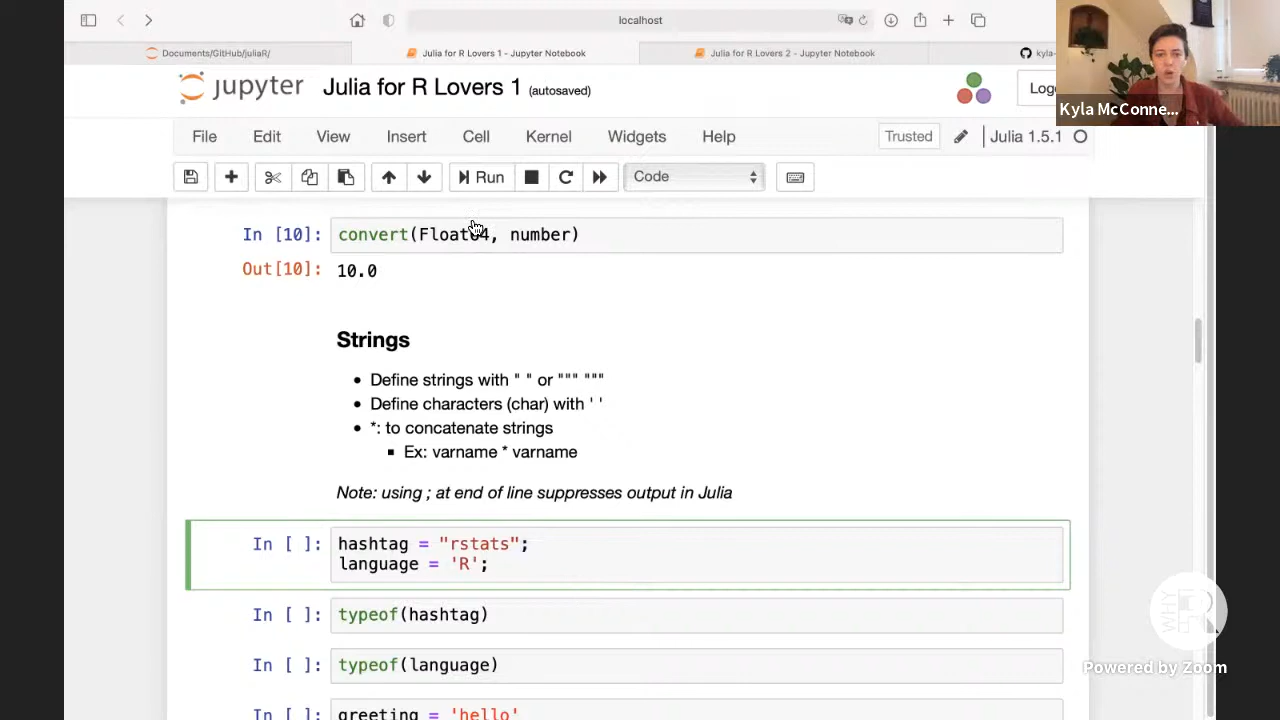 localhost
Documents/GitHub/juliaR/
Julia for R Lovers 1 - Jupyter Notebook
Julia for R Lovers 2 - Jupyter Notebook
kyla-
jupyter
Julia for R Lovers 1 (autosaved)
Kyla McConne...
File Edit View Insert Cell Kernel Widgets Help
Trusted
Julia 1.5.1
Run
Code
In [10]: convert(Float64, number)
Out[10]: 10.0
Strings
• Define strings with " " or """ """
• Define characters (char) with ' '
• *: to concatenate strings
▪ Ex: varname * varname
Note: using ; at end of line suppresses output in Julia
In [ ]: hashtag = "rstats";
language = 'R';
In [ ]: typeof(hashtag)
In [ ]: typeof(language)
In [ ]: greeting = 'hello'
WHY R
Powered by Zoom